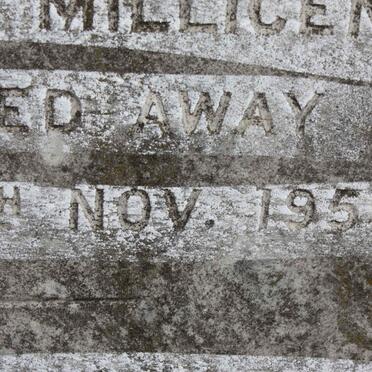 MILLICEN
ED AWAY
H NOV. 195